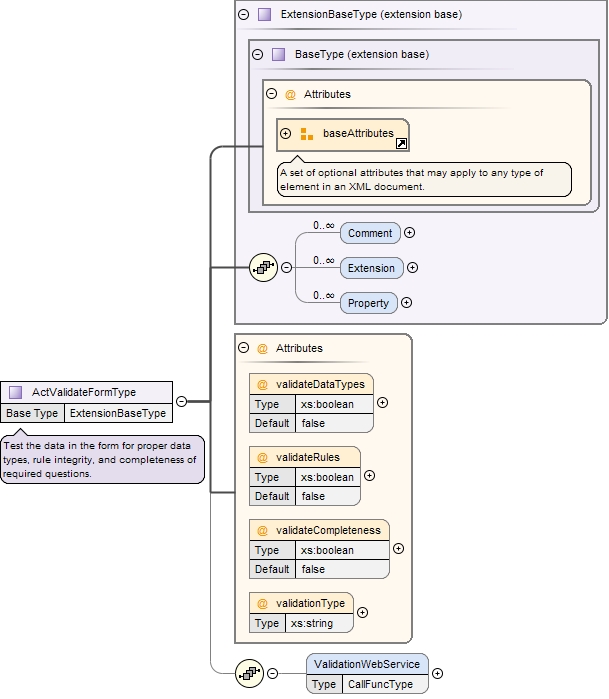 ExtensionBaseType (extension base)
BaseType (extension base)
@ Attributes
baseAttributes
A set of optional attributes that may apply to any type of
element in an XML document.
0..∞
Comment
0..∞
Extension
0..∞
Property
@ Attributes
@ validateDataTypes
Type xs:boolean
Default false
@ validateRules
Type xs:boolean
Default false
@ validateCompleteness
Type xs:boolean
Default false
@ validationType
Type xs:string
ActValidateFormType
Base Type ExtensionBaseType
Test the data in the form for proper data
types, rule integrity, and completeness of
required questions.
ValidationWebService
Type CallFuncType